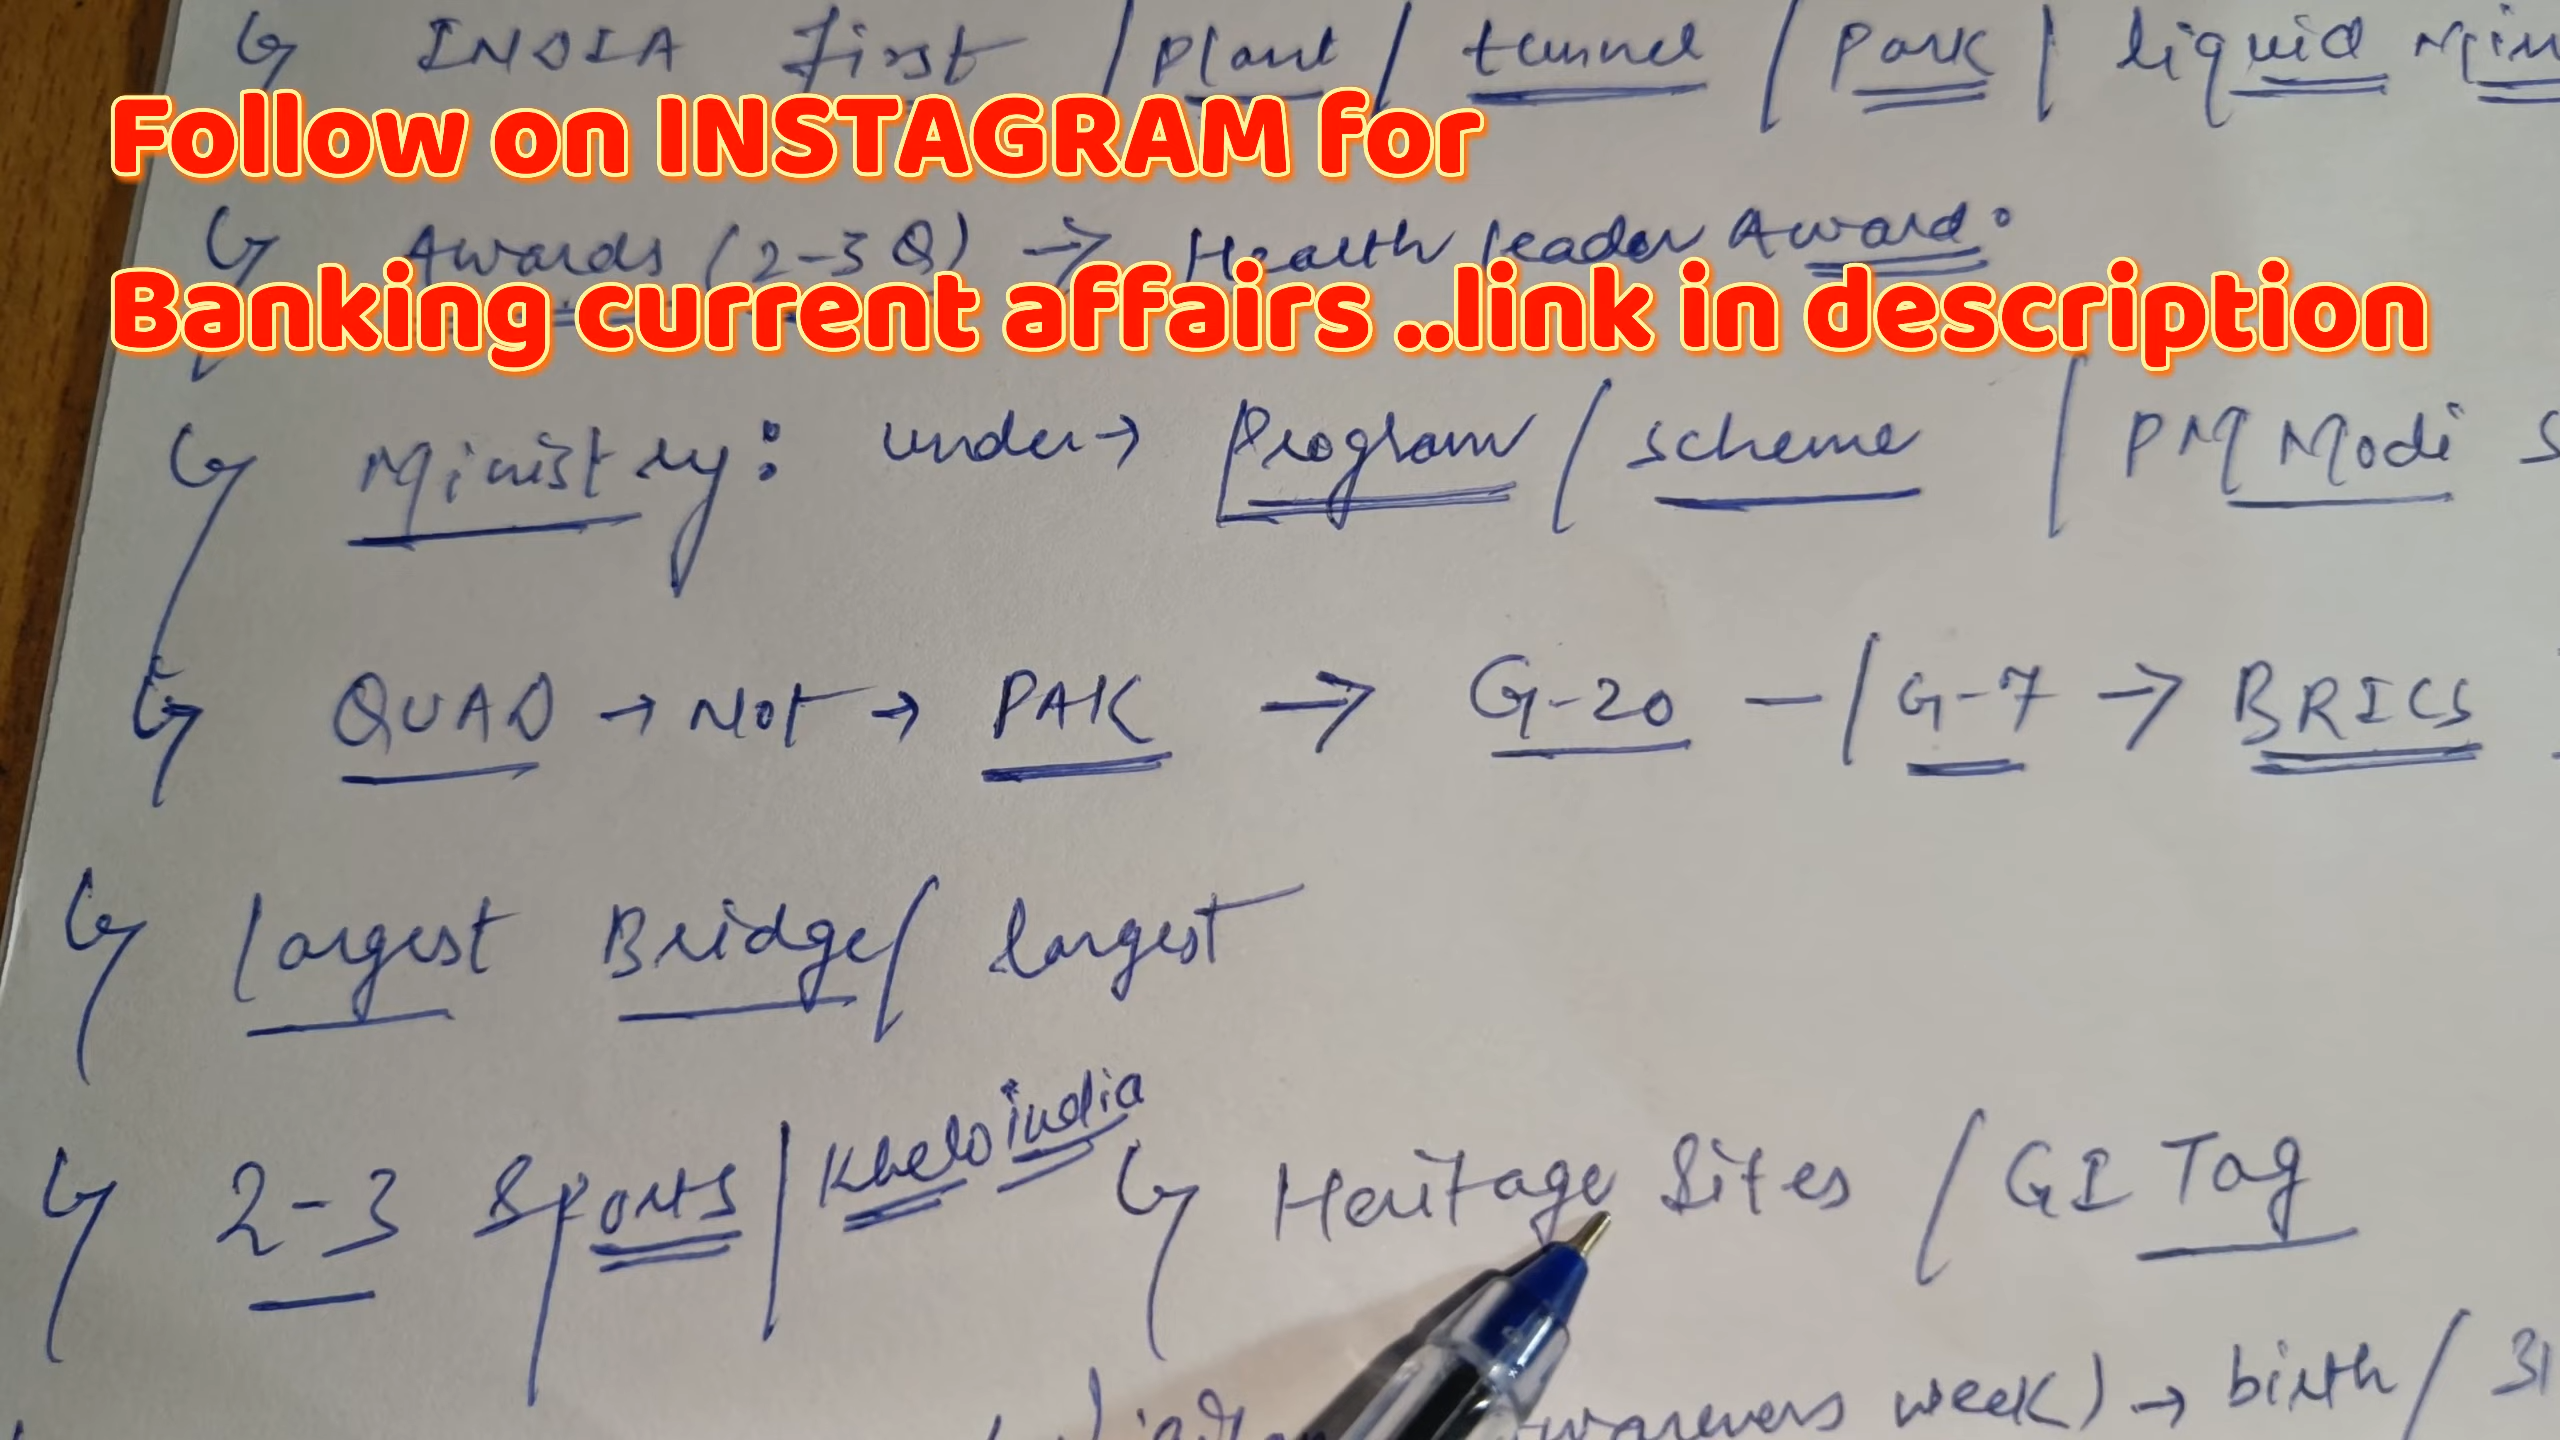 INDIA First / Plant / tunnel / Park / liquid
Follow on INSTAGRAM for
Awards (2-3 Q) → Health leader Award:
Banking current affairs ..link in description
Ministry: under → Program / Scheme / PM Modi
QUAD → Not → PAK → G-20 - / G-7 → BRICS
largest Bridge / largest
2-3 Sports / Khelo india
Heritage Sites / GI Tag
week) → birth / 31